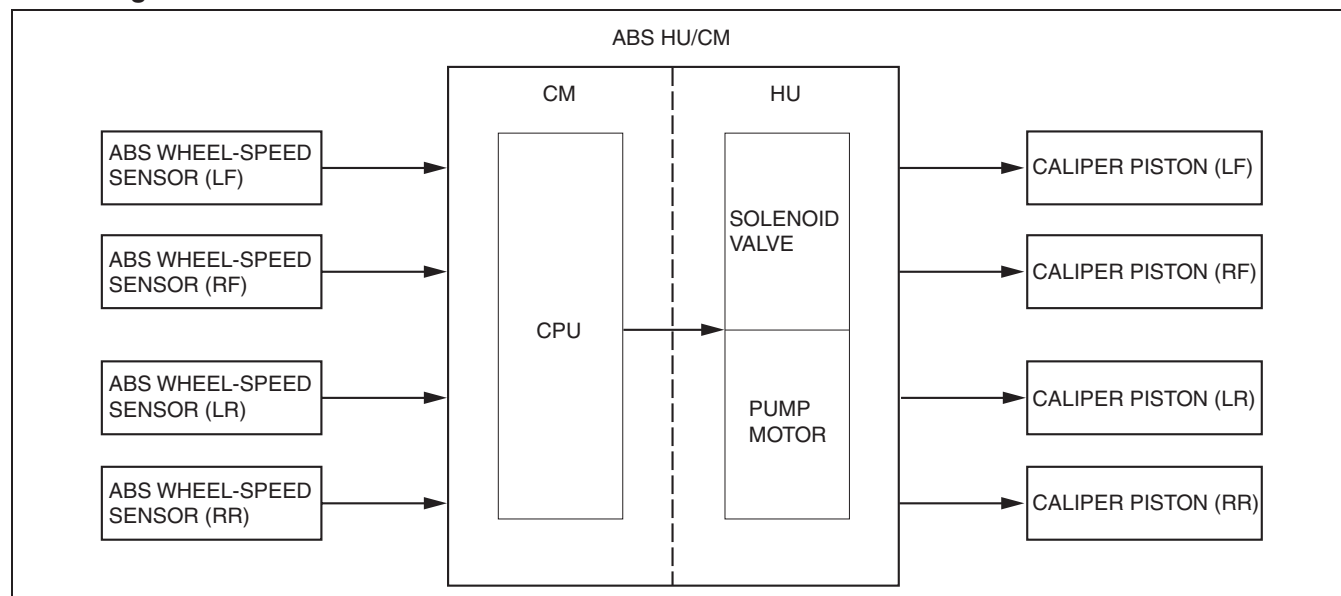 ABS HU/CM
CM
HU
ABS WHEEL-SPEED
SENSOR (LF)
ABS WHEEL-SPEED
SENSOR (RF)
ABS WHEEL-SPEED
SENSOR (LR)
ABS WHEEL-SPEED
SENSOR (RR)
CPU
SOLENOID
VALVE
PUMP
MOTOR
CALIPER PISTON (LF)
CALIPER PISTON (RF)
CALIPER PISTON (LR)
CALIPER PISTON (RR)